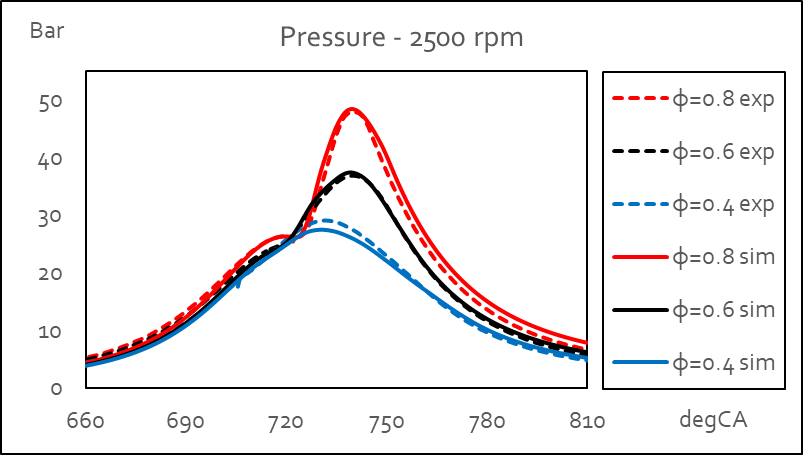 Bar
Pressure - 2500 rpm
50
40
30
20
10
0
660 690 720 750 780 810 degCA
ϕ=0.8 exp
ϕ=0.6 exp
ϕ=0.4 exp
ϕ=0.8 sim
ϕ=0.6 sim
ϕ=0.4 sim